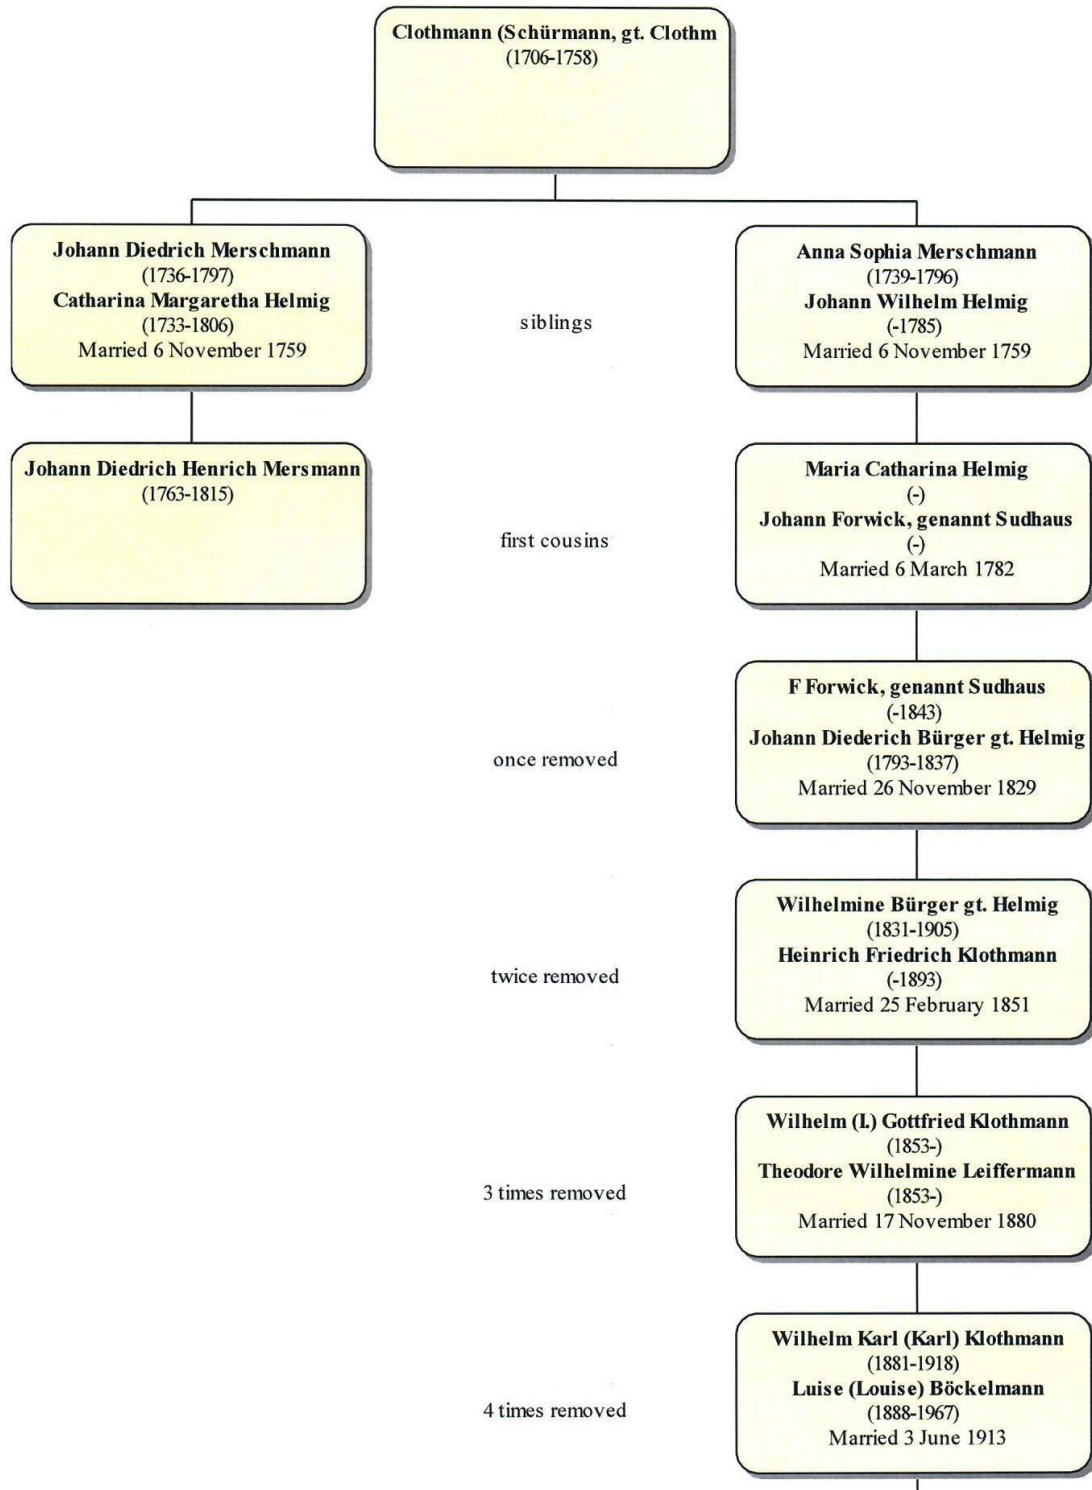 Clothmann (Schürmann, gt. Clothm
(1706-1758)
Johann Diedrich Merschmann
(1736-1797)
Catharina Margaretha Helmig
(1733-1806)
Married 6 November 1759
siblings
Anna Sophia Merschmann
(1739-1796)
Johann Wilhelm Helmig
(-1785)
Married 6 November 1759
Johann Diedrich Henrich Mersmann
(1763-1815)
first cousins
Maria Catharina Helmig
(-)
Johann Forwick, genannt Sudhaus
(-)
Married 6 March 1782
once removed
F Forwick, genannt Sudhaus
(-1843)
Johann Diederich Bürger gt. Helmig
(1793-1837)
Married 26 November 1829
twice removed
Wilhelmine Bürger gt. Helmig
(1831-1905)
Heinrich Friedrich Klothmann
(-1893)
Married 25 February 1851
3 times removed
Wilhelm (I.) Gottfried Klothmann
(1853-)
Theodore Wilhelmine Leiffermann
(1853-)
Married 17 November 1880
4 times removed
Wilhelm Karl (Karl) Klothmann
(1881-1918)
Luise (Louise) Böckelmann
(1888-1967)
Married 3 June 1913